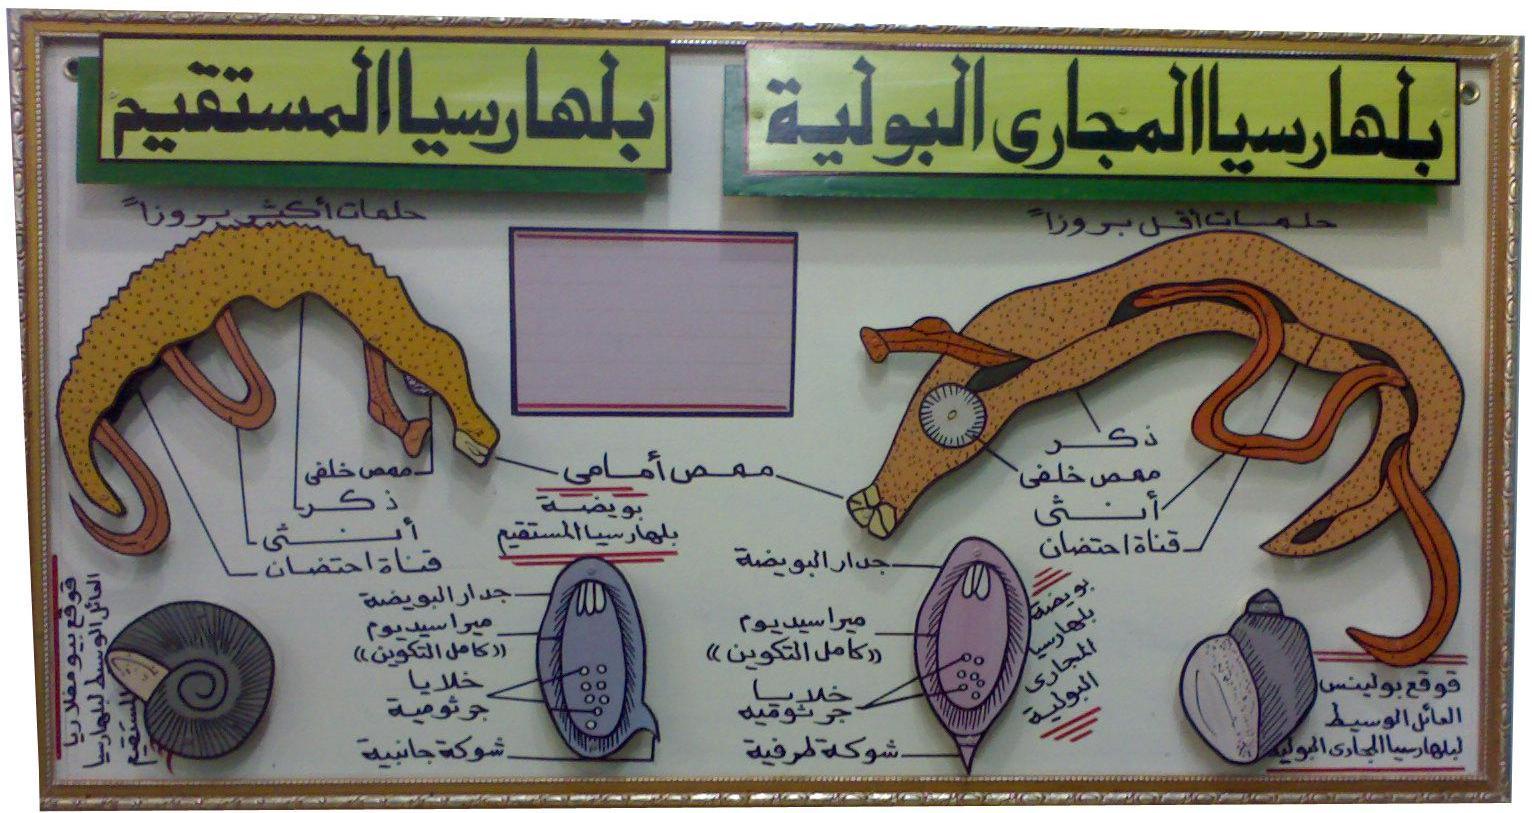 بلهارسيا المجارى البولية
حلمات أقل بروزاً
ذكر
ممص خلفى
أنثى
قناة احتضان
ممص أمامى
جدار البويضة
ميراسيديوم
((كامل التكوين))
خلايا
جرثومية
شوكة طرفية
بويضة
بلهارسيا
المجارى
البولية
قوقع بولينس
العائل الوسيط
لبلهارسيا المجارى البولية
بلهارسيا المستقيم
حلمات أكثر بروزاً
ممص خلفى
ذكر
أنثى
قناة احتضان
بويضة
بلهارسيا المستقيم
جدار البويضة
ميراسيديوم
((كامل التكوين))
خلايا
جرثومية
شوكة جانبية
قوقع بيومفلاريا
العائل الوسيط لبلهارسيا
المستقيم